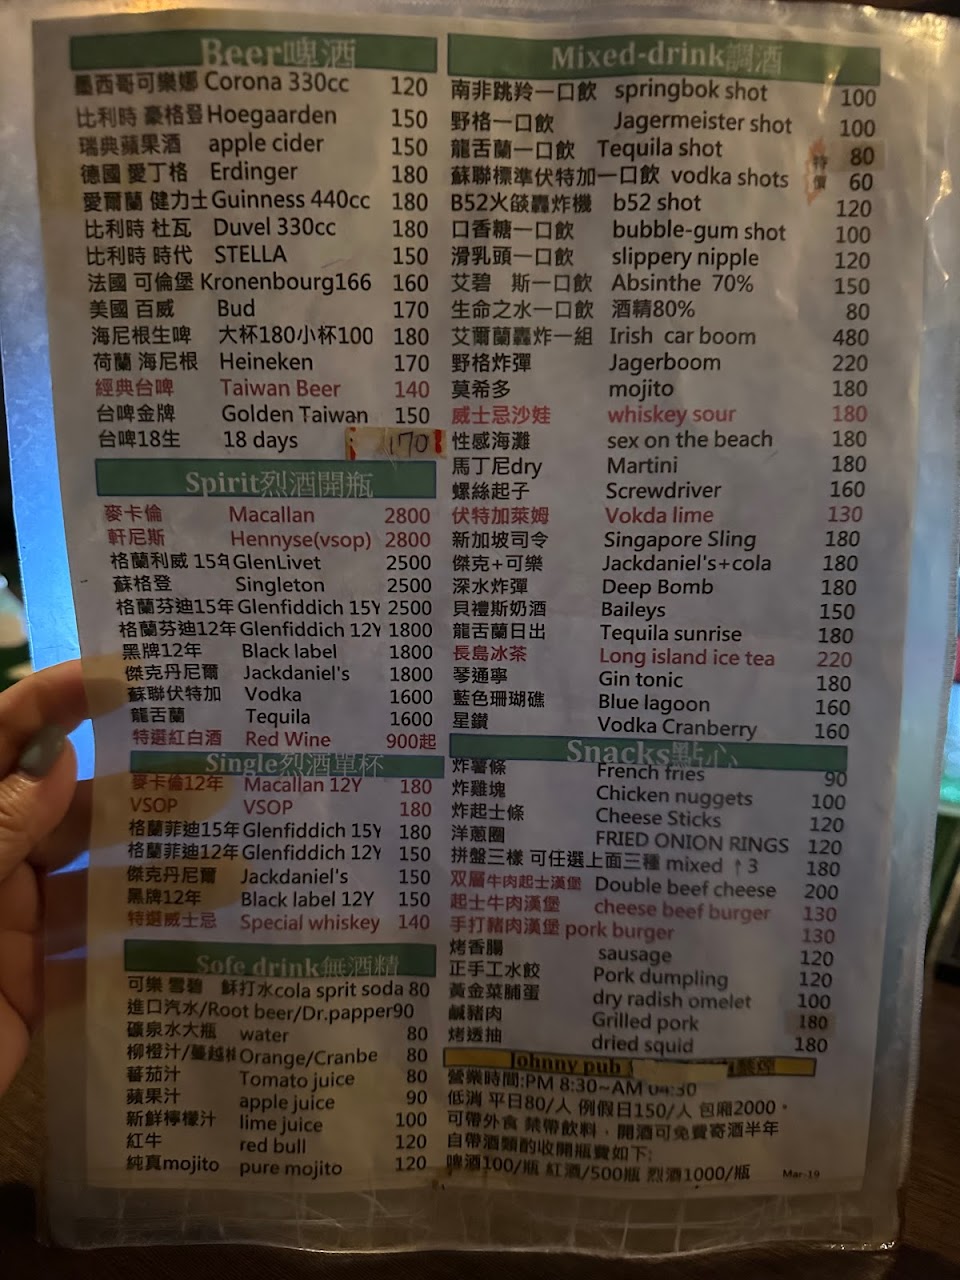 Beer啤酒
墨西哥可樂娜 Corona 330cc 120
比利時 豪格登 Hoegaarden 150
瑞典蘋果酒 apple cider 150
德國 愛丁格 Erdinger 180
愛爾蘭 健力士 Guinness 440cc 180
比利時 杜瓦 Duvel 330cc 180
比利時 時代 STELLA 150
法國 可倫堡 Kronenbourg166 160
美國 百威 Bud 170
海尼根生啤 大杯180小杯100 180
荷蘭 海尼根 Heineken 170
經典台啤 Taiwan Beer 140
台啤金牌 Golden Taiwan 150
台啤18生 18 days 170
Spirit烈酒開瓶
麥卡倫 Macallan 2800
軒尼斯 Hennyse(vsop) 2800
格蘭利威 15年 GlenLivet 2500
蘇格登 Singleton 2500
格蘭芬迪15年 Glenfiddich 15Y 2500
格蘭芬迪12年 Glenfiddich 12Y 1800
黑牌12年 Black label 1800
傑克丹尼爾 Jackdaniel's 1800
蘇聯伏特加 Vodka 1600
龍舌蘭 Tequila 1600
特選紅白酒 Red Wine 900起
Single烈酒單杯
麥卡倫12年 Macallan 12Y 180
VSOP VSOP 180
格蘭菲迪15年 Glenfiddich 15Y 180
格蘭菲迪12年 Glenfiddich 12Y 150
傑克丹尼爾 Jackdaniel's 150
黑牌12年 Black label 12Y 150
特選威士忌 Special whiskey 140
Sofe drink無酒精
可樂 雪碧 穌打水cola sprit soda 80
進口汽水/Root beer/Dr.papper90
礦泉水大瓶 water 80
柳橙汁/蔓越 Orange/Cranbe 80
蕃茄汁 Tomato juice 80
蘋果汁 apple juice 90
新鮮檸檬汁 lime juice 100
紅牛 red bull 120
純真mojito pure mojito 120
Mixed-drink調酒
南非跳羚一口飲 springbok shot 100
野格一口飲 Jagermeister shot 100
龍舌蘭一口飲 Tequila shot 特價 80
蘇聯標準伏特加一口飲 vodka shots 60
B52火燄轟炸機 b52 shot 120
口香糖一口飲 bubble-gum shot 100
滑乳頭一口飲 slippery nipple 120
艾碧 斯一口飲 Absinthe 70% 150
生命之水一口飲 酒精80% 80
艾爾蘭轟炸一組 Irish car boom 480
野格炸彈 Jagerboom 220
莫希多 mojito 180
威士忌沙娃 whiskey sour 180
性感海灘 sex on the beach 180
馬丁尼dry Martini 180
螺絲起子 Screwdriver 160
伏特加萊姆 Vokda lime 130
新加坡司令 Singapore Sling 180
傑克+可樂 Jackdaniel's+cola 180
深水炸彈 Deep Bomb 180
貝禮斯奶酒 Baileys 150
龍舌蘭日出 Tequila sunrise 180
長島冰茶 Long island ice tea 220
琴通寧 Gin tonic 180
藍色珊瑚礁 Blue lagoon 160
星鑽 Vodka Cranberry 160
Snacks點心
炸薯條 French fries 90
炸雞塊 Chicken nuggets 100
炸起士條 Cheese Sticks 120
洋蔥圈 FRIED ONION RINGS 120
拼盤三樣 可任選上面三種 mixed ↑3 180
双層牛肉起士漢堡 Double beef cheese 200
起士牛肉漢堡 cheese beef burger 130
手打豬肉漢堡 pork burger 130
烤香腸 sausage 120
正手工水餃 Pork dumpling 120
黃金菜脯蛋 dry radish omelet 100
鹹豬肉 Grilled pork 180
烤透抽 dried squid 180
Johnny pub 禁煙
營業時間:PM 8:30~AM 04:30
低消 平日80/人 例假日150/人 包廂2000。
可帶外食 禁帶飲料，開酒可免費寄酒半年
自帶酒類酌收開瓶費如下:
啤酒100/瓶 紅酒/500瓶 烈酒1000/瓶
Mar-19